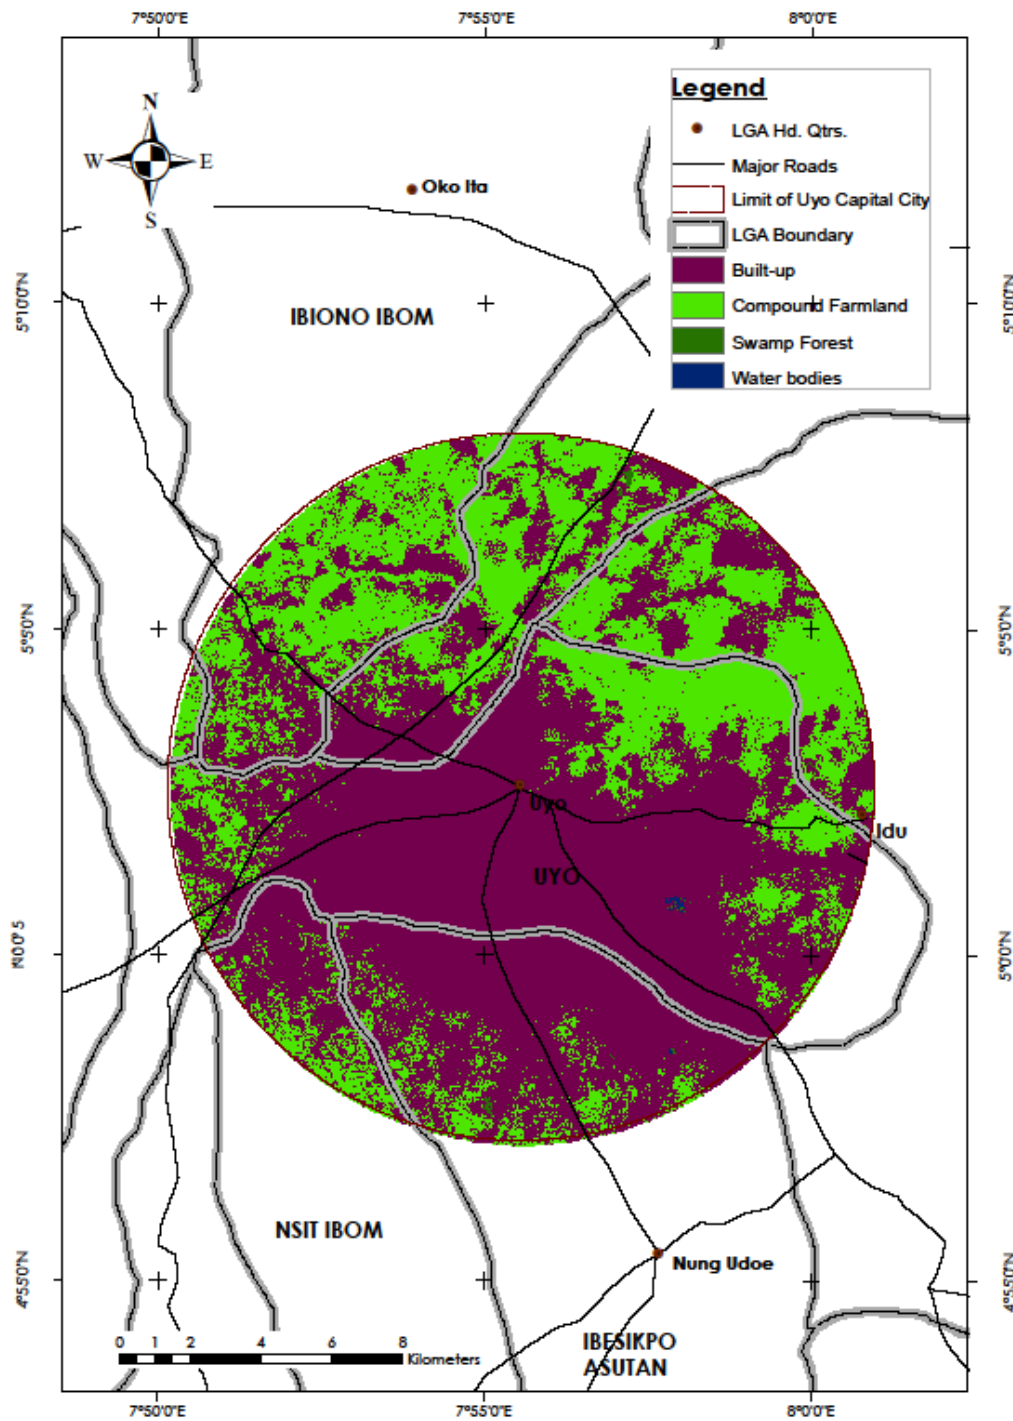 7°50'0"E 7°55'0"E 8°0'0"E
N
W E
S
Legend
LGA Hd. Qtrs.
Major Roads
Limit of Uyo Capital City
LGA Boundary
Built-up
Compound Farmland
Swamp Forest
Water bodies
Oko Ita
5°10'0"N 5°10'0"N
IBIONO IBOM
5°5'0"N 5°5'0"N
Uyo
Idu
UYO
5°0'0"N
NSIT IBOM
Nung Udoe
4°55'0"N 4°55'0"N
IBESIKPO
ASUTAN
0 1 2 4 6 8
Kilometers
7°50'0"E 7°55'0"E 8°0'0"E